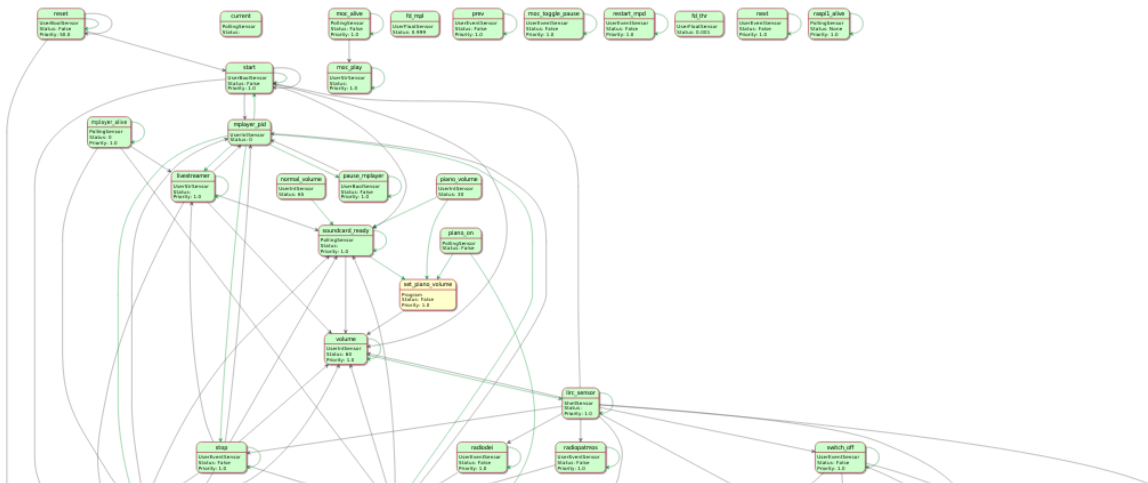 reset
UserBoolSensor
Status: False
Priority: 50.0
current
PollingSensor
Status:
moc_alive
PollingSensor
Status: False
Priority: 1.0
fd_mpl
UserFloatSensor
Status: 0.999
prev
UserEventSensor
Status: False
Priority: 1.0
moc_toggle_pause
UserEventSensor
Status: False
Priority: 1.0
restart_mpd
UserEventSensor
Status: False
Priority: 1.0
fd_thr
UserFloatSensor
Status: 0.001
next
UserEventSensor
Status: False
Priority: 1.0
raspi1_alive
PollingSensor
Status: None
Priority: 1.0
start
UserBoolSensor
Status: False
Priority: 1.0
moc_play
UserStrSensor
Status:
Priority: 1.0
mplayer_alive
PollingSensor
Status: 0
Priority: 1.0
mplayer_pid
UserIntSensor
Status: 0
livestreamer
UserStrSensor
Status:
Priority: 1.0
normal_volume
UserIntSensor
Status: 65
pause_mplayer
UserBoolSensor
Status: False
Priority: 1.0
piano_volume
UserIntSensor
soundcard_ready
PollingSensor
Status:
Priority: 1.0
piano_on
PollingSensor
Status: False
set_piano_volume
Program
Status: False
Priority: 1.0
volume
UserIntSensor
Status: 60
Priority: 1.0
lirc_sensor
Status:
Priority: 1.0
stop
UserEventSensor
Status: False
Priority: 1.0
radiodei
UserEventSensor
Status: False
Priority: 1.0
radiopatmos
UserEventSensor
Status: False
Priority: 1.0
switch_off
UserEventSensor
Status: False
Priority: 1.0